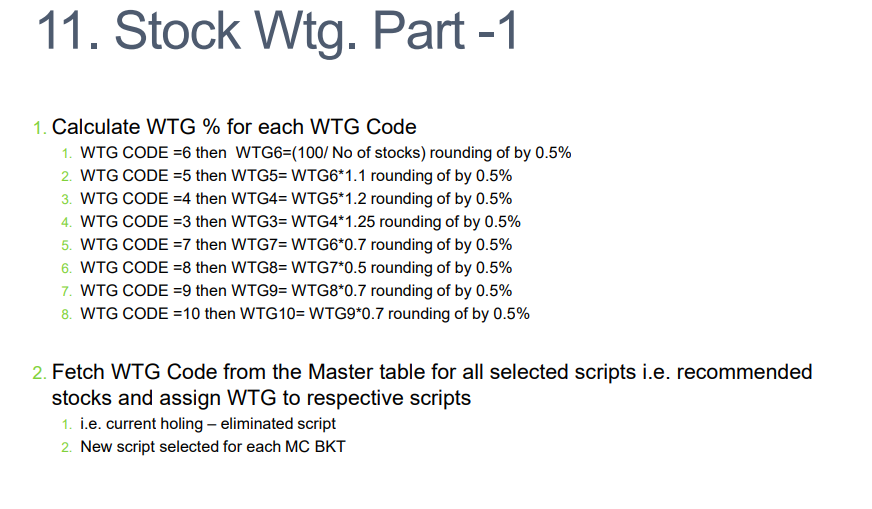 11. Stock Wtg. Part -1
1. Calculate WTG % for each WTG Code
1. WTG CODE =6 then WTG6=(100/ No of stocks) rounding of by 0.5%
2. WTG CODE =5 then WTG5= WTG6*1.1 rounding of by 0.5%
3. WTG CODE =4 then WTG4= WTG5*1.2 rounding of by 0.5%
4. WTG CODE =3 then WTG3= WTG4*1.25 rounding of by 0.5%
5. WTG CODE =7 then WTG7= WTG6*0.7 rounding of by 0.5%
6. WTG CODE =8 then WTG8= WTG7*0.5 rounding of by 0.5%
7. WTG CODE =9 then WTG9= WTG8*0.7 rounding of by 0.5%
8. WTG CODE =10 then WTG10= WTG9*0.7 rounding of by 0.5%
2. Fetch WTG Code from the Master table for all selected scripts i.e. recommended
stocks and assign WTG to respective scripts
1. i.e. current holing – eliminated script
2. New script selected for each MC BKT